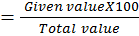 = Given valueX100
Total value